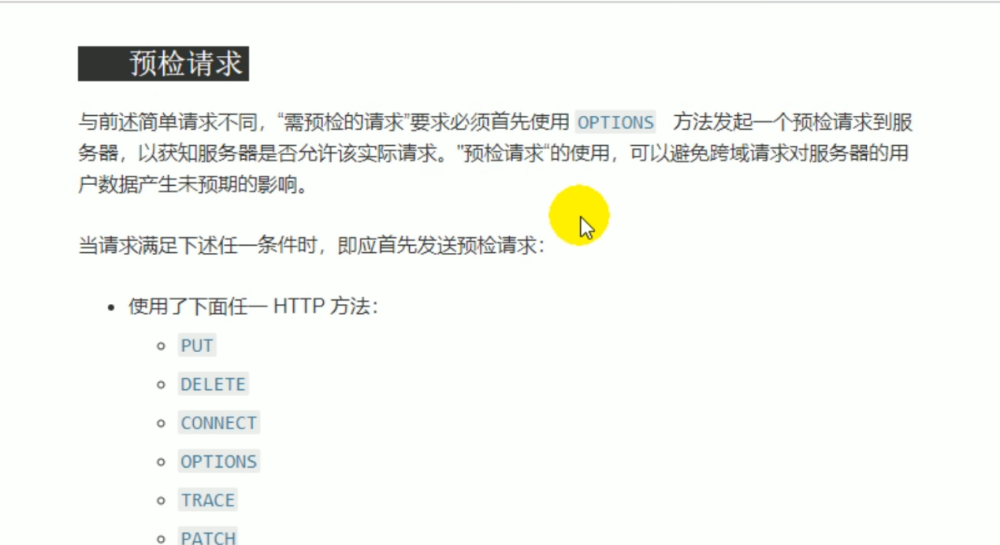 预检请求
与前述简单请求不同，“需预检的请求”要求必须首先使用 OPTIONS 方法发起一个预检请求到服
务器，以获知服务器是否允许该实际请求。"预检请求“的使用，可以避免跨域请求对服务器的用
户数据产生未预期的影响。
当请求满足下述任一条件时，即应首先发送预检请求：
使用了下面任一 HTTP 方法：
PUT
DELETE
CONNECT
OPTIONS
TRACE
PATCH